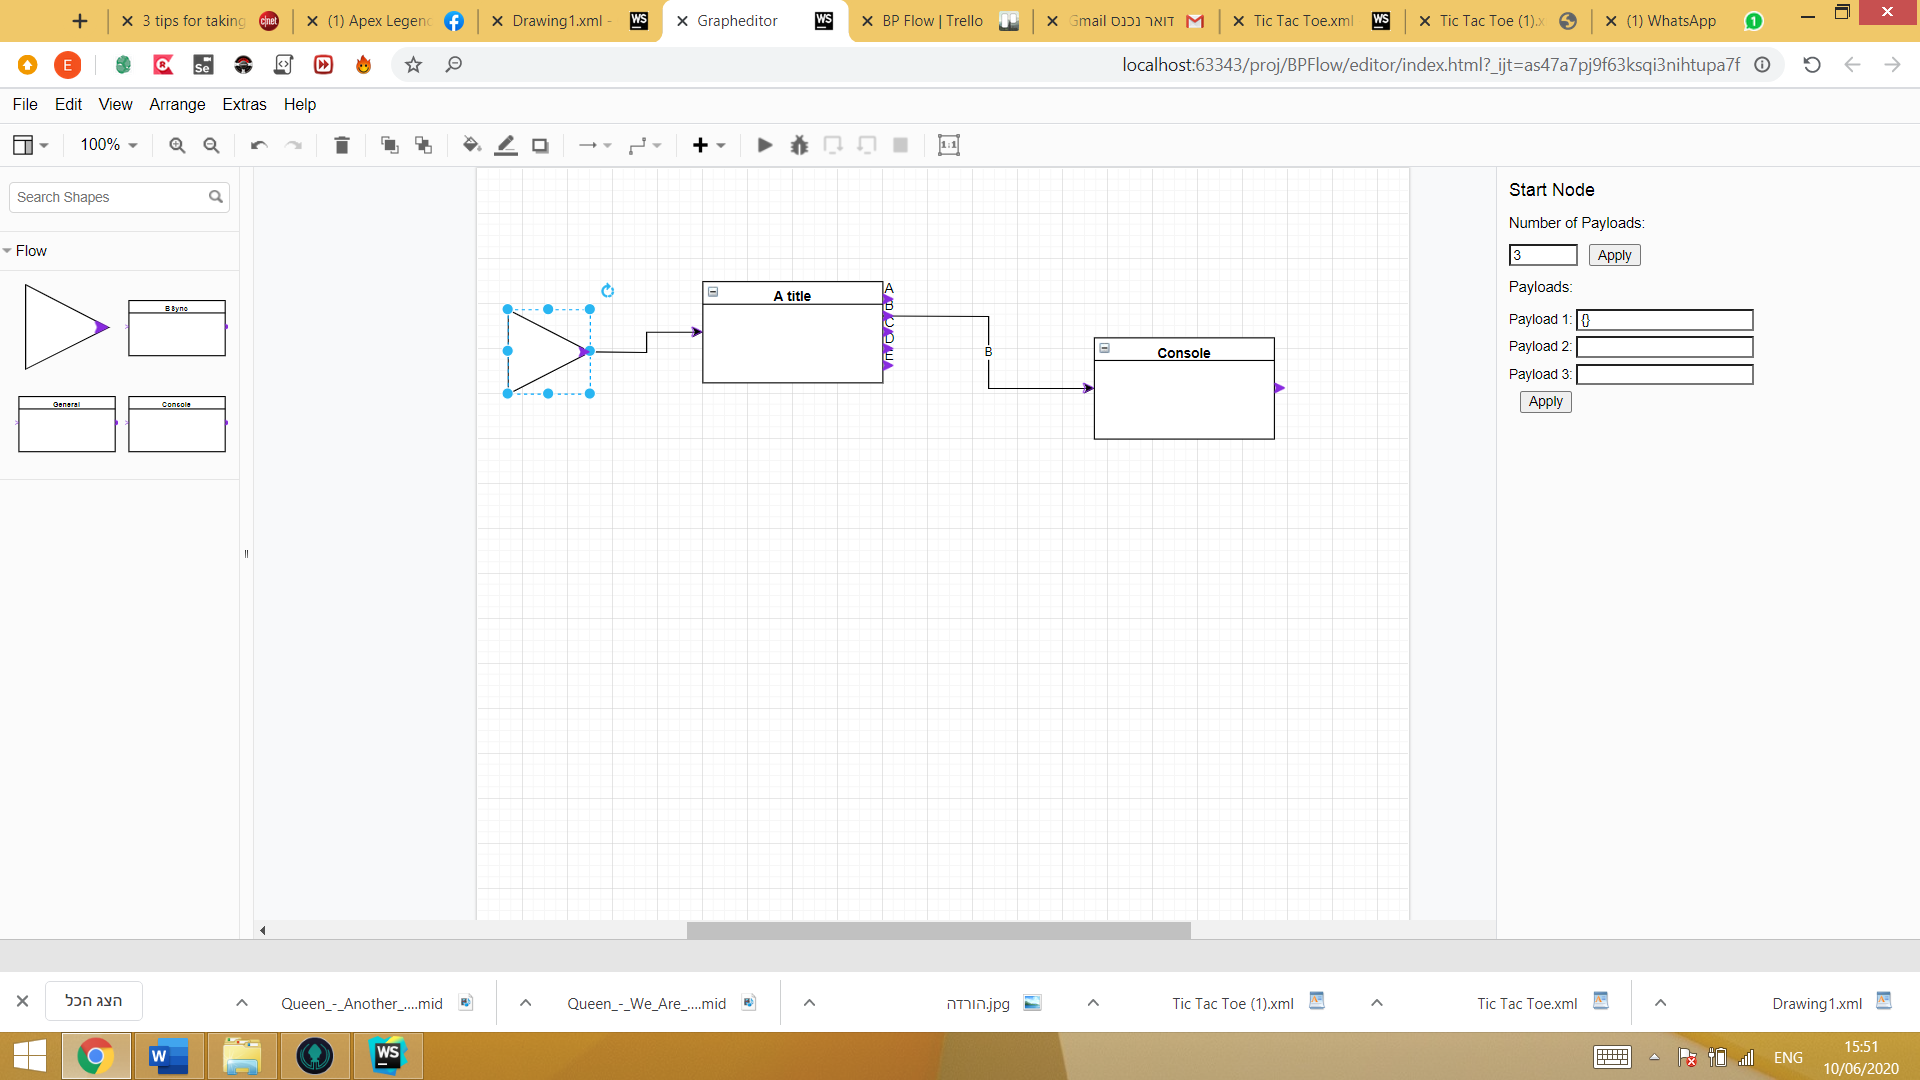 3 tips for taking
(1) Apex Legend
Drawing1.xml -
Grapheditor
BP Flow | Trello
דואר נכנס Gmail
Tic Tac Toe.xml
Tic Tac Toe (1).x
(1) WhatsApp
localhost:63343/proj/BPFlow/editor/index.html?_ijt=as47a7pj9f63ksqi3nihtupa7f
File Edit View Arrange Extras Help
100%
1:1
Search Shapes
Flow
BSync
General
Console
A title
A
B
C
D
E
B
Console
Start Node
Number of Payloads:
3 Apply
Payloads:
Payload 1: {}
Payload 2:
Payload 3:
Apply
הצג הכל
Queen_-_Another_....mid
Queen_-_We_Are_....mid
הורדה.jpg
Tic Tac Toe (1).xml
Tic Tac Toe.xml
Drawing1.xml
ENG
15:51
10/06/2020